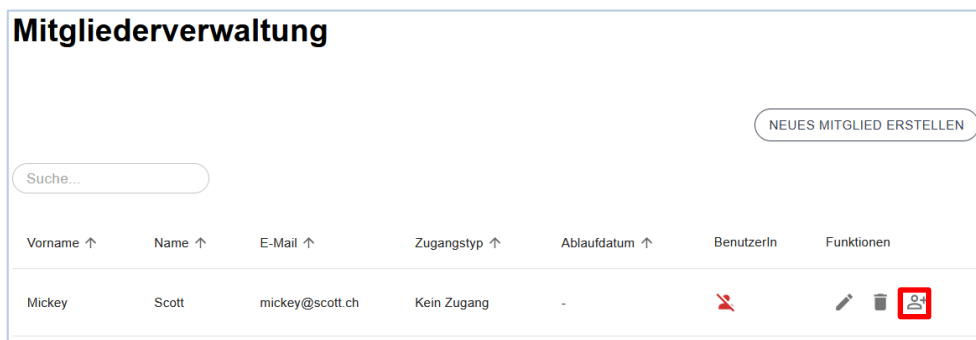 Mitgliederverwaltung
NEUES MITGLIED ERSTELLEN
Suche...
Vorname ↑ Name ↑ E-Mail ↑ Zugangstyp ↑ Ablaufdatum ↑ BenutzerIn Funktionen
Mickey Scott mickey@scott.ch Kein Zugang -